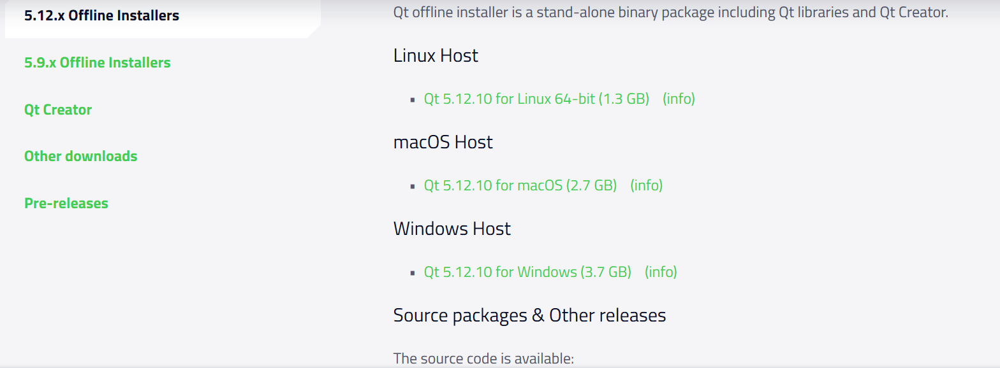 5.12.x Offline Installers
5.9.x Offline Installers
Qt Creator
Other downloads
Pre-releases
Qt offline installer is a stand-alone binary package including Qt libraries and Qt Creator.
Linux Host
▪ Qt 5.12.10 for Linux 64-bit (1.3 GB) (info)
macOS Host
▪ Qt 5.12.10 for macOS (2.7 GB) (info)
Windows Host
▪ Qt 5.12.10 for Windows (3.7 GB) (info)
Source packages & Other releases
The source code is available: